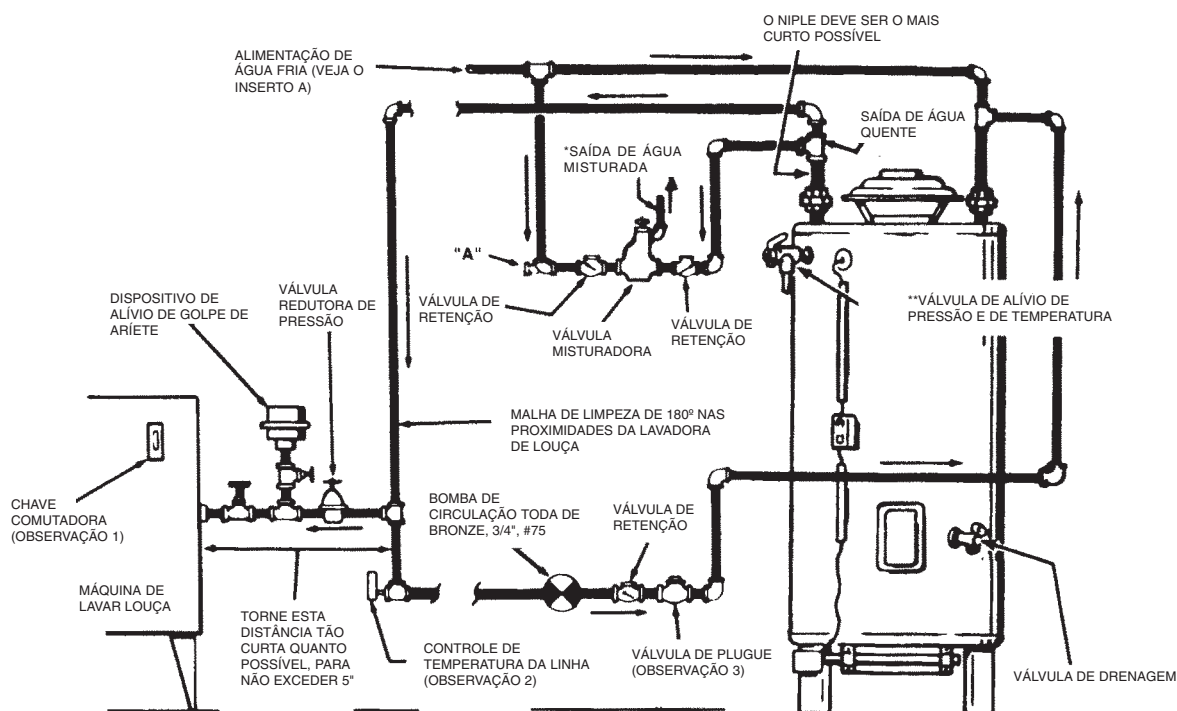 O NIPLE DEVE SER O MAIS
CURTO POSSÍVEL
ALIMENTAÇÃO DE
ÁGUA FRIA (VEJA O
INSERTO A)
SAÍDA DE ÁGUA
QUENTE
*SAÍDA DE ÁGUA
MISTURADA
"A"
DISPOSITIVO DE
ALÍVIO DE GOLPE DE
ARÍETE
VÁLVULA
REDUTORA DE
PRESSÃO
VÁLVULA DE
RETENÇÃO
VÁLVULA
MISTURADORA
VÁLVULA DE
RETENÇÃO
**VÁLVULA DE ALÍVIO DE
PRESSÃO E DE TEMPERATURA
MALHA DE LIMPEZA DE 180º NAS
PROXIMIDADES DA LAVADORA
DE LOUÇA
CHAVE
COMUTADORA
(OBSERVAÇÃO 1)
BOMBA DE
CIRCULAÇÃO TODA DE
BRONZE, 3/4", #75
VÁLVULA DE
RETENÇÃO
MÁQUINA DE
LAVAR LOUÇA
TORNE ESTA
DISTÂNCIA TÃO
CURTA QUANTO
POSSÍVEL, PARA
NÃO EXCEDER 5"
CONTROLE DE
TEMPERATURA DA LINHA
(OBSERVAÇÃO 2)
VÁLVULA DE PLUGUE
(OBSERVAÇÃO 3)
VÁLVULA DE DRENAGEM